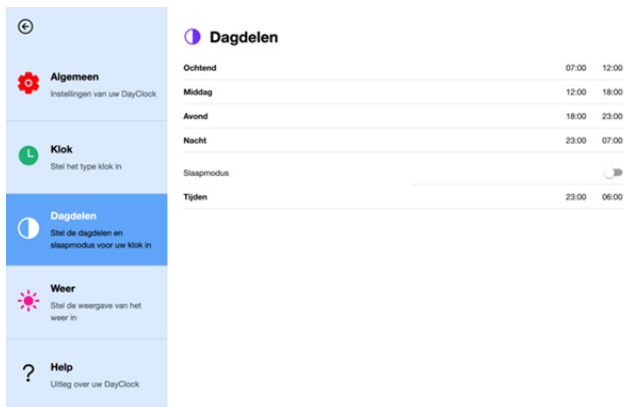 Algemeen
Instellingen van uw DayClock
Klok
Stel het type klok in
Dagdelen
Stel de dagdelen en
slaapmodus voor uw klok in
Weer
Stel de weergave van het
weer in
?
Help
Uitleg over uw DayClock
Dagdelen
Ochtend 07:00 12:00
Middag 12:00 18:00
Avond 18:00 23:00
Nacht 23:00 07:00
Slaapmodus
Tijden 23:00 06:00